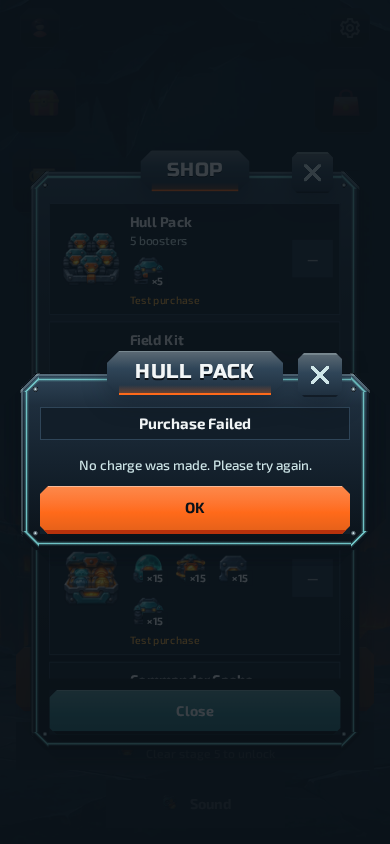 SHOP
Hull Pack
5 boosters
×5
Test purchase
Field Kit
HULL PACK
Purchase Failed
No charge was made. Please try again.
OK
×15 ×15 ×15
×15
Test purchase
Close
Sound